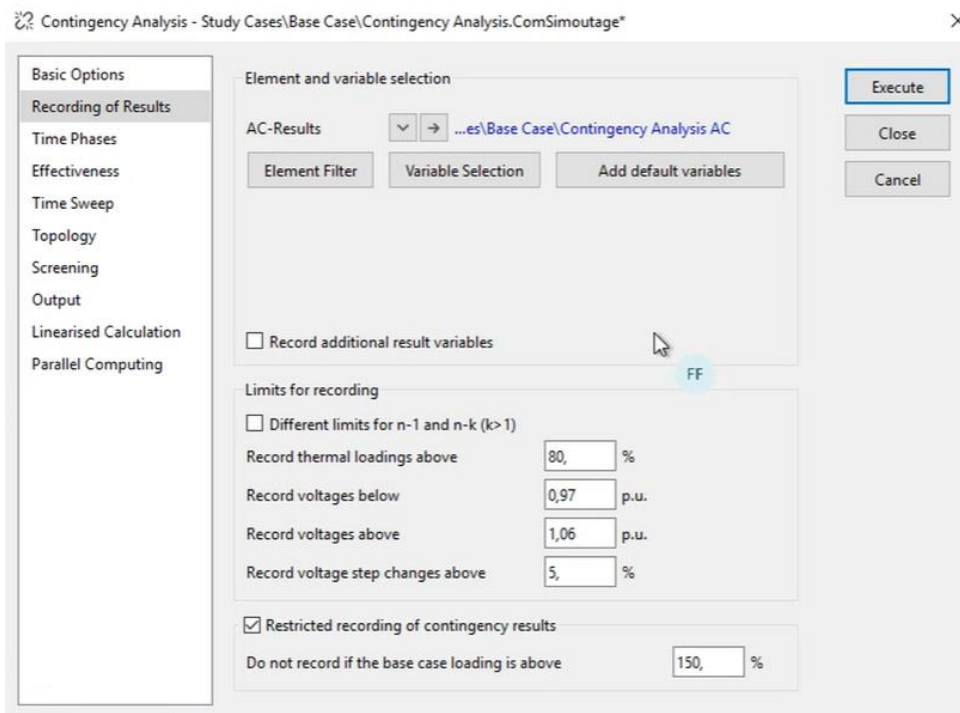 Contingency Analysis - Study Cases\Base Case\Contingency Analysis.ComSimoutage*
Basic Options
Recording of Results
Time Phases
Effectiveness
Time Sweep
Topology
Screening
Output
Linearised Calculation
Parallel Computing
Element and variable selection
AC-Results ...es\Base Case\Contingency Analysis AC
Element Filter Variable Selection Add default variables
Record additional result variables
FF
Limits for recording
Different limits for n-1 and n-k (k>1)
Record thermal loadings above 80, %
Record voltages below 0,97 p.u.
Record voltages above 1,06 p.u.
Record voltage step changes above 5, %
Restricted recording of contingency results
Do not record if the base case loading is above 150, %
Execute
Close
Cancel